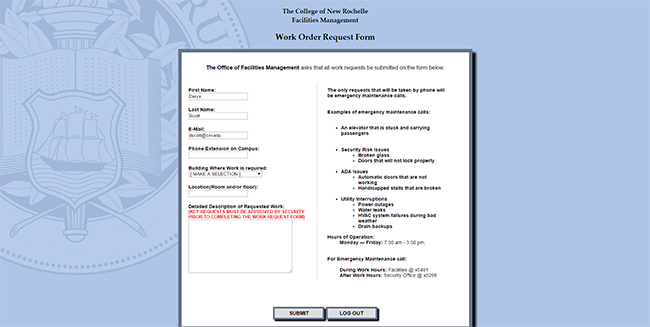 The College of New Rochelle
Facilities Management
Work Order Request Form
The Office of Facilities Management asks that all work requests be submitted on the form below.
First Name:
Deryx
Last Name:
Scott
E-Mail:
dscott@cnr.edu
Phone Extension on Campus:
Building Where Work is required:
[ MAKE A SELECTION ]
Location(Room and/or floor):
Detailed Description of Requested Work:
(KEY REQUESTS MUST BE APPROVED BY SECURITY
PRIOR TO COMPLETING THE WORK REQUEST FORM)
The only requests that will be taken by phone will
be emergency maintenance calls.
Examples of emergency maintenance calls:
An elevator that is stuck and carrying
passengers
Security Risk Issues
Broken glass
Doors that will not lock properly
ADA Issues
Automatic doors that are not
working
Handicapped stalls that are broken
Utility Interruptions
Power outages
Water leaks
HVAC system failures during bad
weather
Drain backups
Hours of Operation:
Monday — Friday: 7:30 am - 3:30 pm.
For Emergency Maintenance call:
During Work Hours: Facilities @ x5491
After Work Hours: Security Office @ x5298
SUBMIT
LOG OUT